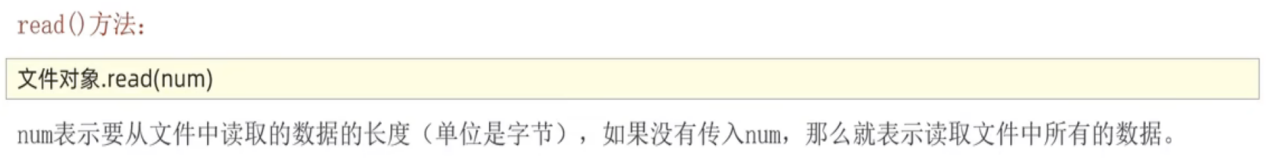 read()方法：
文件对象.read(num)
num表示要从文件中读取的数据的长度（单位是字节），如果没有传入num，那么就表示读取文件中所有的数据。